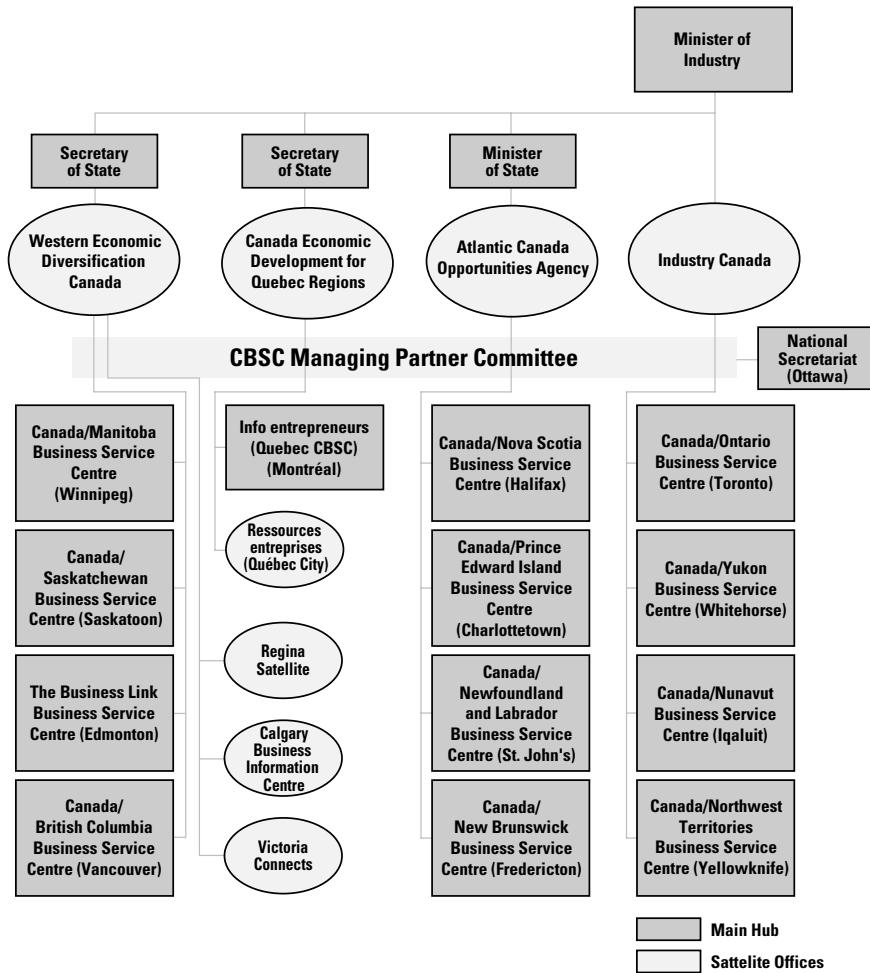 Minister of
Industry
Secretary
of State
Secretary
of State
Minister
of State
Western Economic
Diversification
Canada
Canada Economic
Development for
Quebec Regions
Atlantic Canada
Opportunities Agency
Industry Canada
CBSC Managing Partner Committee
National
Secretariat
(Ottawa)
Canada/Manitoba
Business Service
Centre
(Winnipeg)
Canada/
Saskatchewan
Business Service
Centre (Saskatoon)
The Business Link
Business Service
Centre (Edmonton)
Canada/
British Columbia
Business Service
Centre (Vancouver)
Info entrepreneurs
(Quebec CBSC)
(Montréal)
Ressources
entreprises
(Québec City)
Regina
Satellite
Calgary
Business
Information
Centre
Victoria
Connects
Canada/Nova Scotia
Business Service
Centre (Halifax)
Canada/Prince
Edward Island
Business Service
Centre
(Charlottetown)
Canada/
Newfoundland
and Labrador
Business Service
Centre (St. John's)
Canada/
New Brunswick
Business Service
Centre (Fredericton)
Canada/Ontario
Business Service
Centre (Toronto)
Canada/Yukon
Business Service
Centre (Whitehorse)
Canada/Nunavut
Business Service
Centre (Iqaluit)
Canada/Northwest
Territories
Business Service
Centre (Yellowknife)
Main Hub
Sattelite Offices